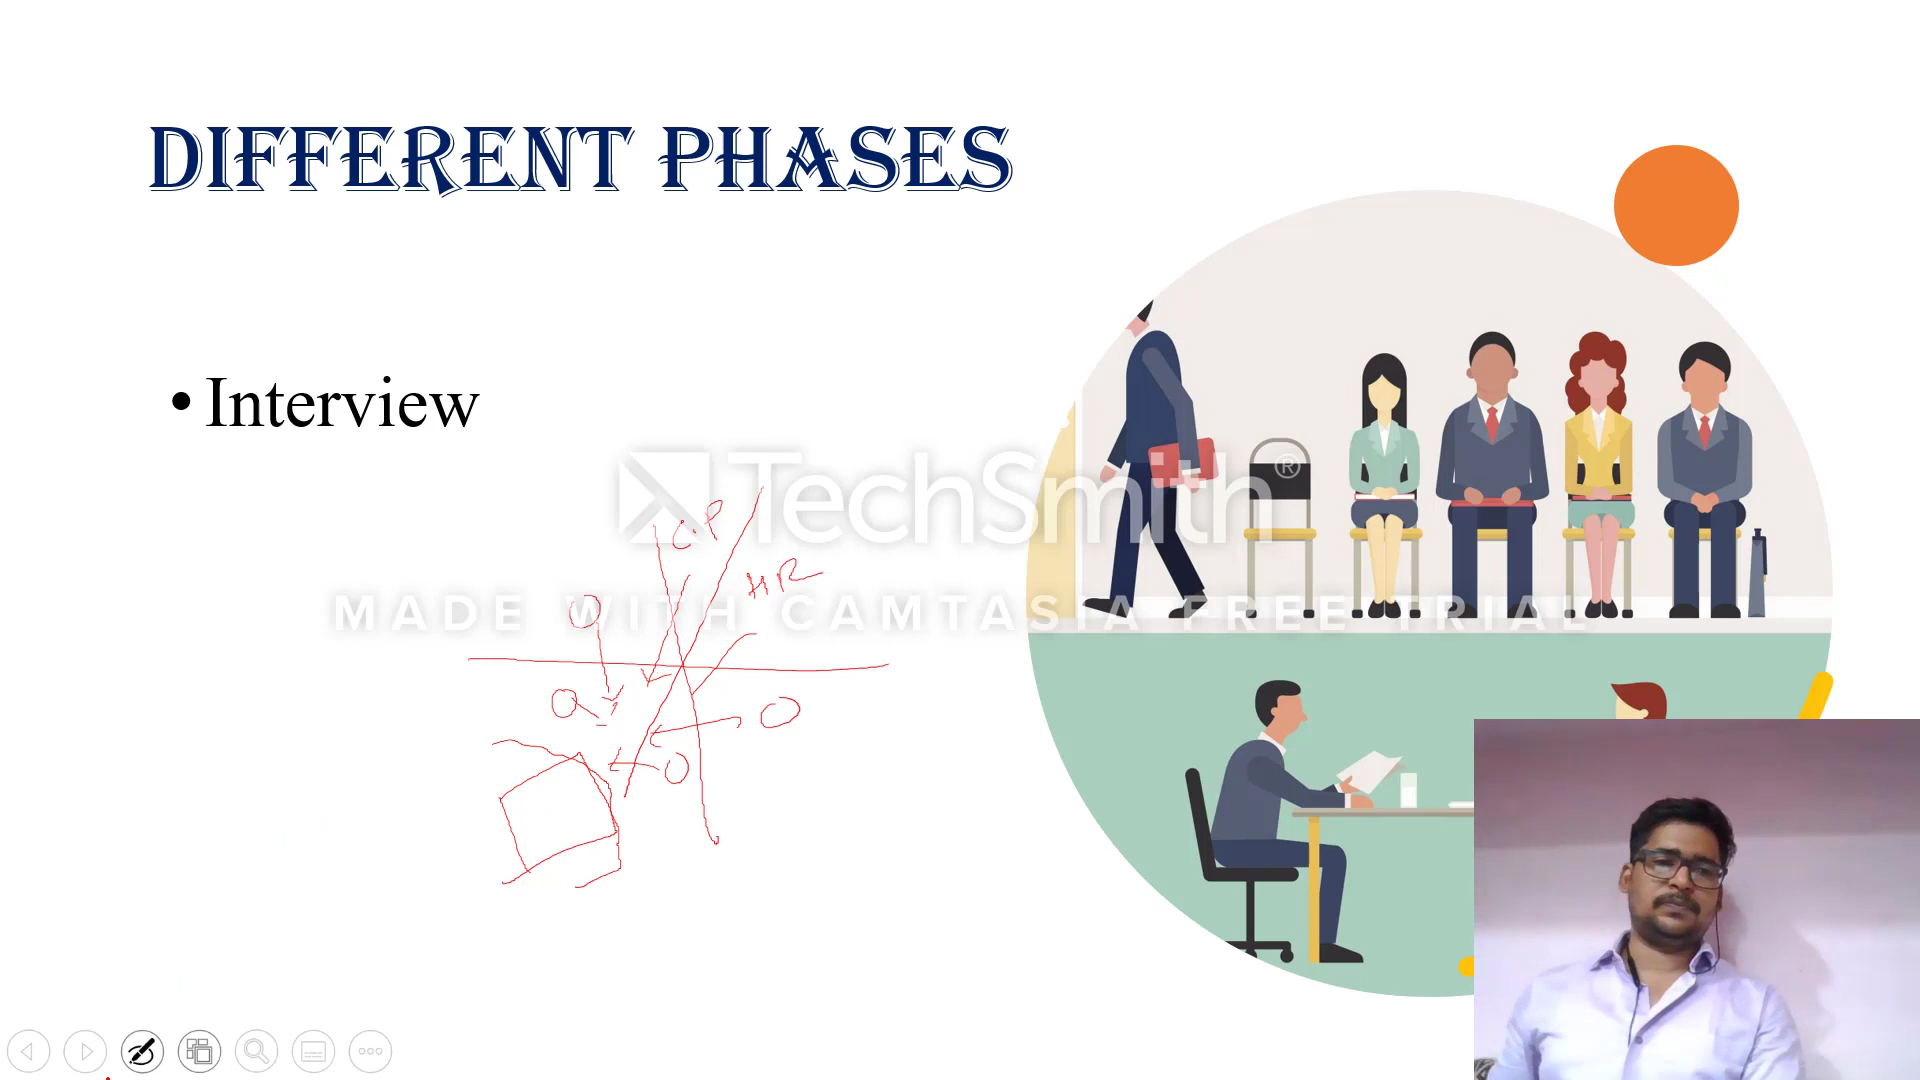 DIFFERENT PHASES
• Interview
TechSmith®
C.P
HR
MADE WITH CAMTASIA FREE TRIAL